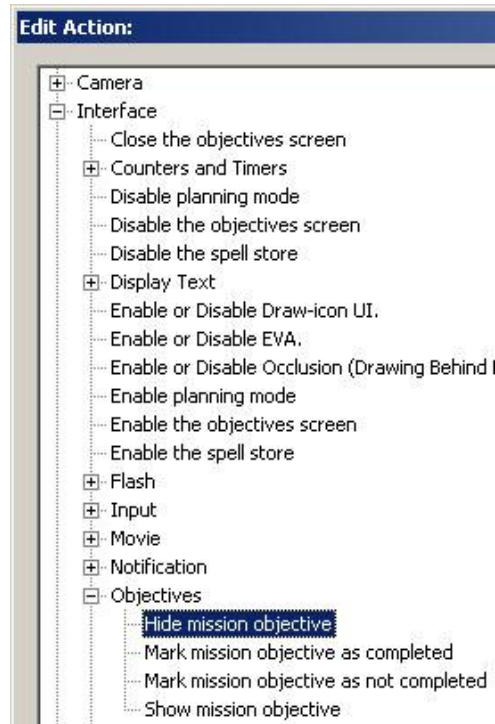 Edit Action:
Camera
Interface
Close the objectives screen
Counters and Timers
Disable planning mode
Disable the objectives screen
Disable the spell store
Display Text
Enable or Disable Draw-icon UI.
Enable or Disable EVA.
Enable or Disable Occlusion (Drawing Behind
Enable planning mode
Enable the objectives screen
Enable the spell store
Flash
Input
Movie
Notification
Objectives
Hide mission objective
Mark mission objective as completed
Mark mission objective as not completed
Show mission objective